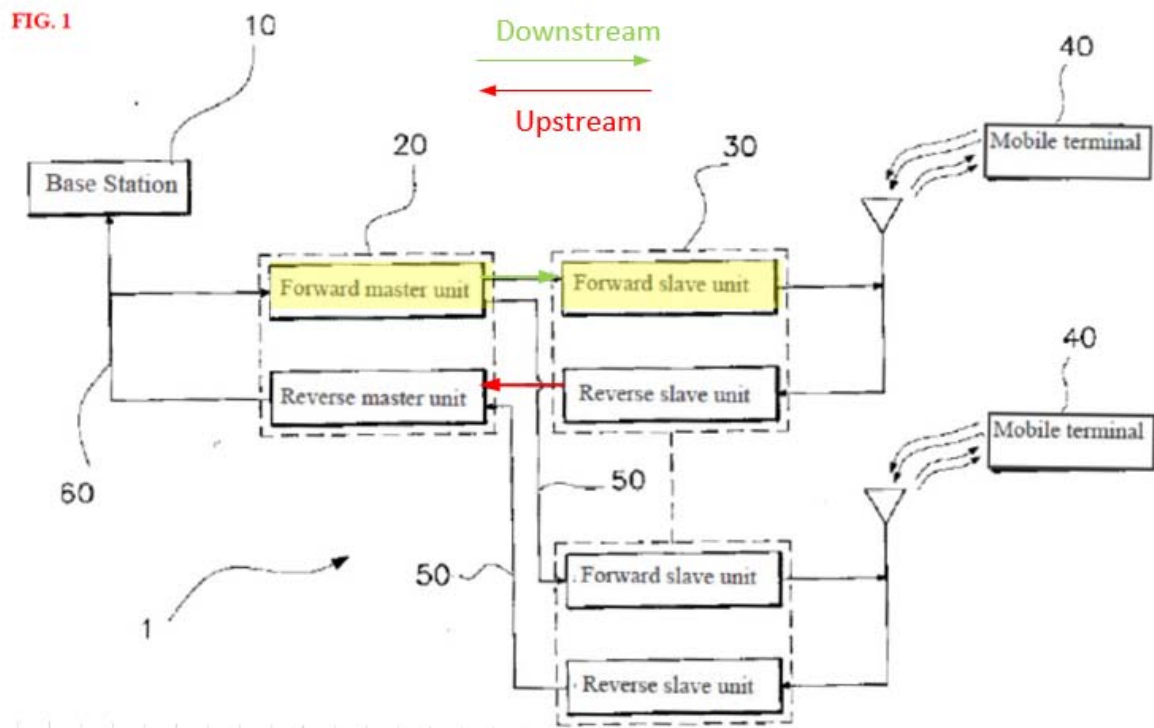 FIG. 1
10
Downstream
40
Upstream
Mobile terminal
20
30
Base Station
Forward master unit
Forward slave unit
40
Reverse master unit
Reverse slave unit
Mobile terminal
60
50
50
Forward slave unit
1
Reverse slave unit